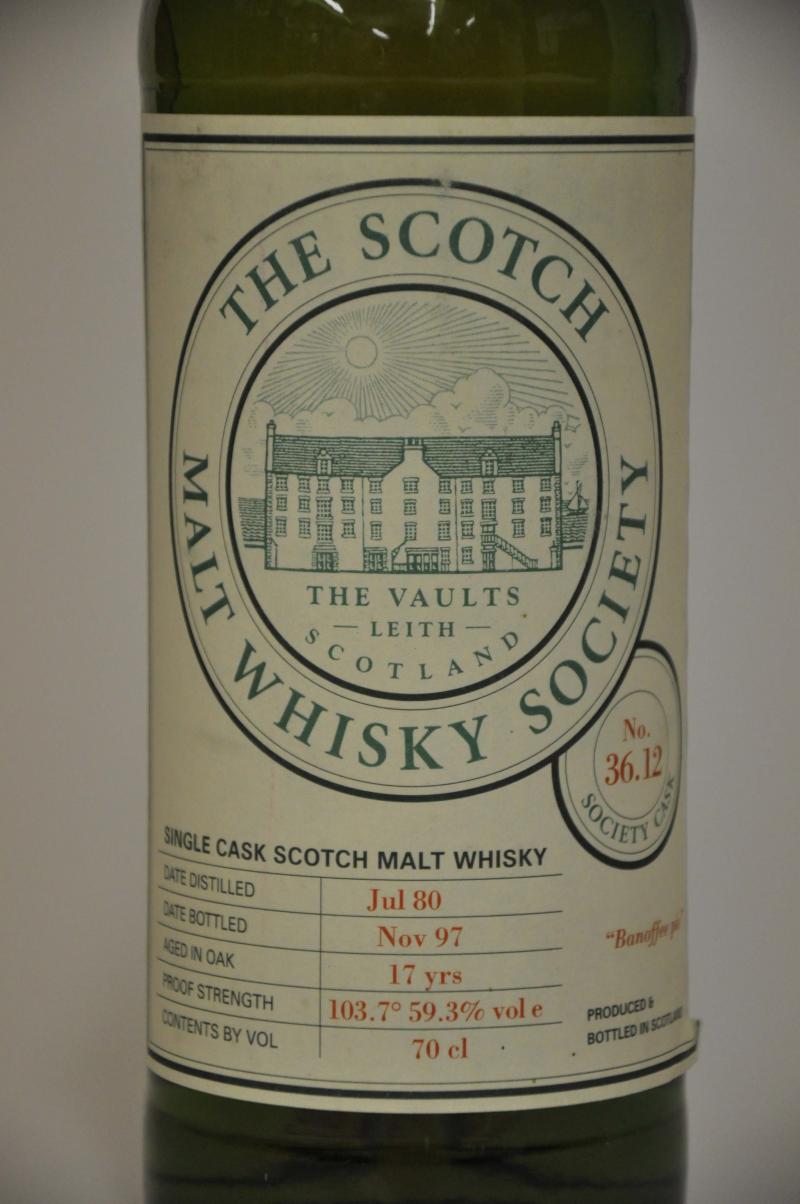 THE SCOTCH
MALT WHISKY SOCIETY
THE VAULTS
— LEITH —
SCOTLAND
No.
36.12
SOCIETY CASK
SINGLE CASK SCOTCH MALT WHISKY
DATE DISTILLED Jul 80
DATE BOTTLED Nov 97
AGED IN OAK 17 yrs
PROOF STRENGTH 103.7° 59.3% vol e
CONTENTS BY VOL 70 cl
"Banoffee pie"
PRODUCED &
BOTTLED IN SCOTLAND